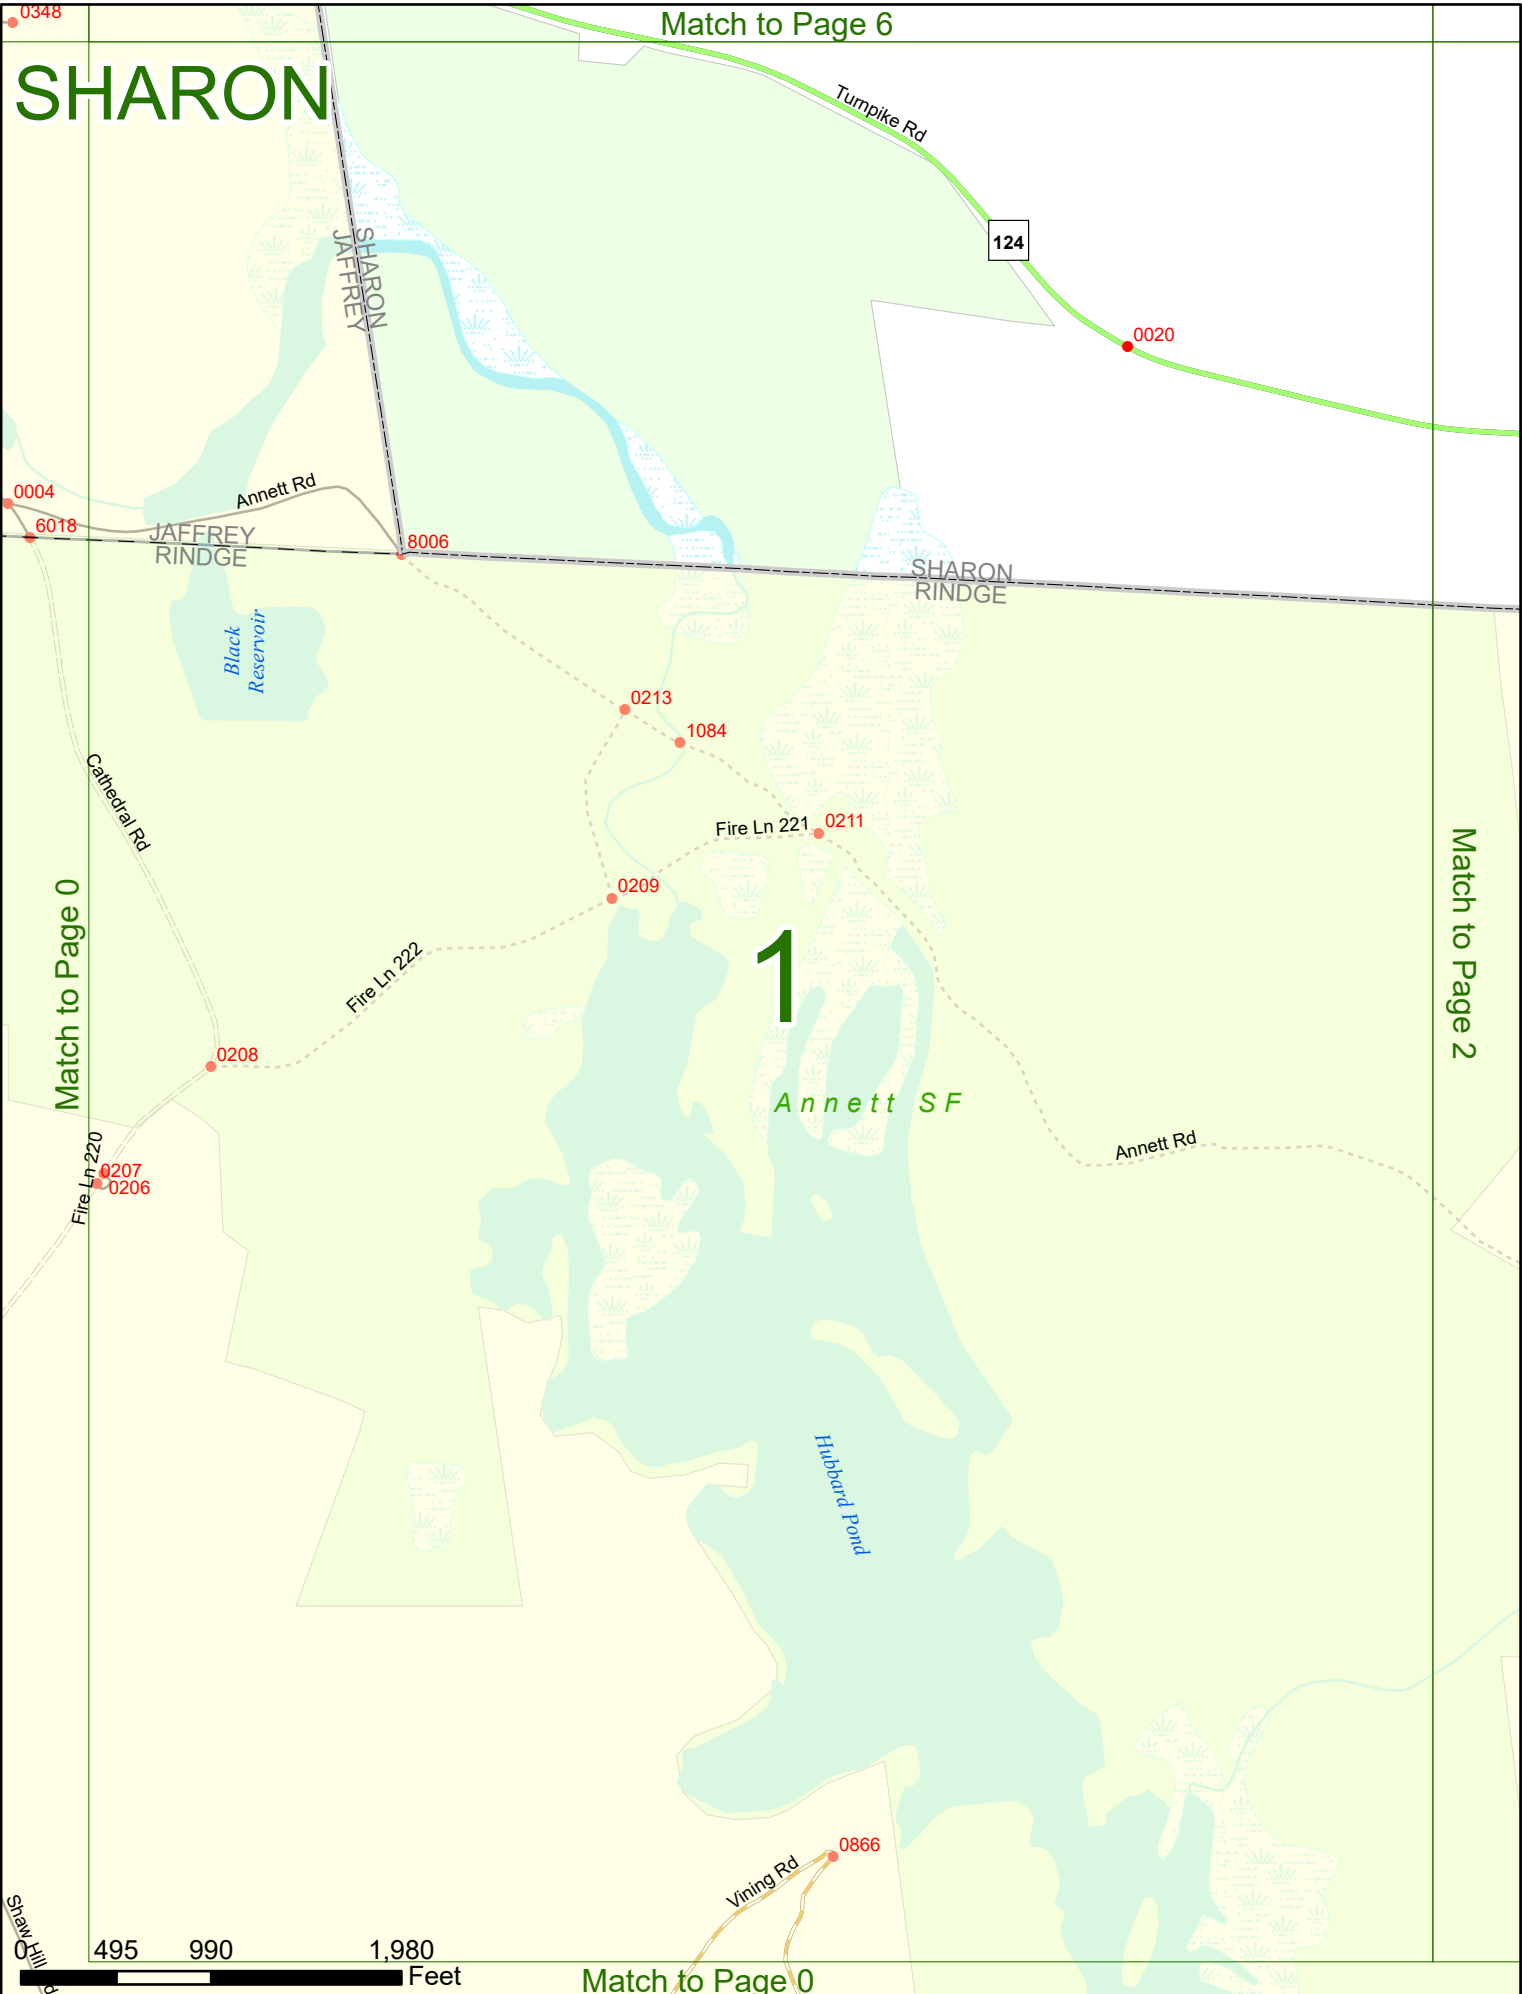 0348
Match to Page 6
SHARON
Turnpike Rd
124
SHARON
JAFFREY
0020
0004
Annett Rd
6018
JAFFREY
RINDGE
8006
SHARON
RINDGE
Black
Reservoir
0213
1084
Cathedral Rd
Fire Ln 221
0211
Match to Page 0
0209
Match to Page 2
1
Fire Ln 222
0208
Annett SF
Annett Rd
Fire Ln 220
0207
0206
Hubbard Pond
0866
Vining Rd
Shaw Hill Rd
0 495 990 1,980
Feet
Match to Page 0